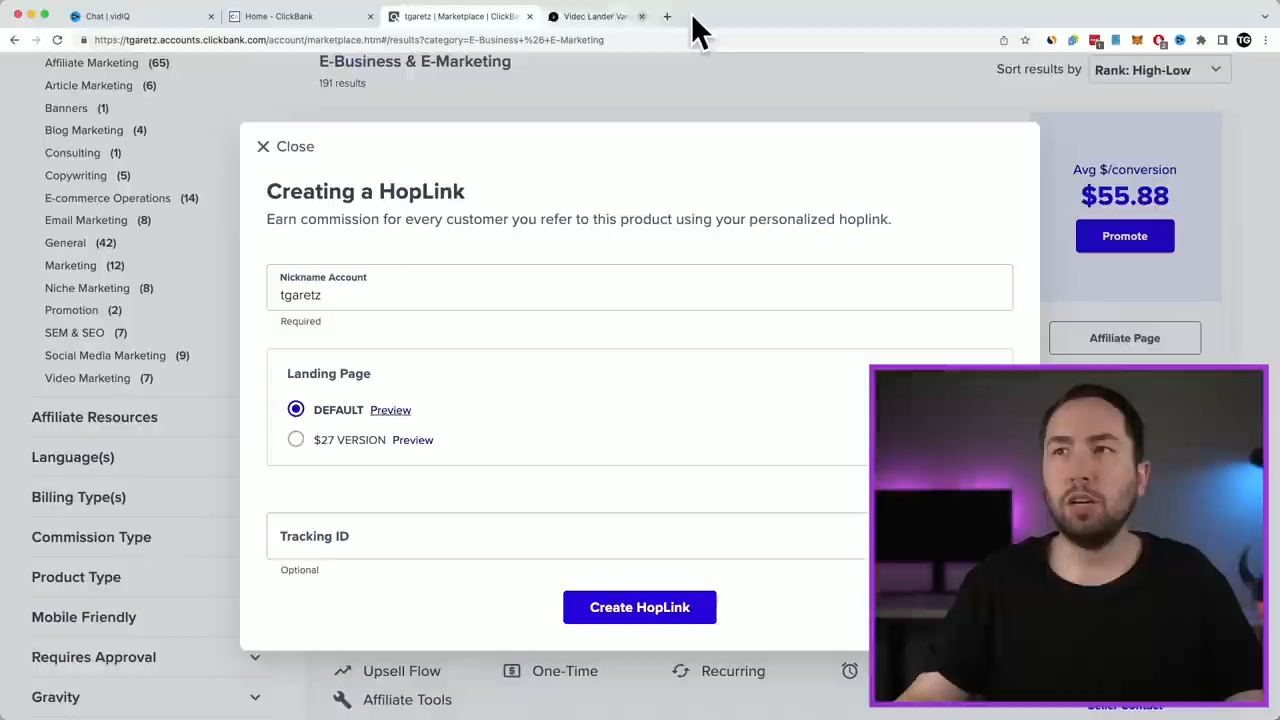 Chat | vidIQ
Home - ClickBank
tgaretz | Marketplace | ClickBa
Video Lander Va
https://tgaretz.accounts.clickbank.com/account/marketplace.htm#/results?category=E-Business+%26+E-Marketing
TG
Affiliate Marketing (65)
Article Marketing (6)
Banners (1)
Blog Marketing (4)
Consulting (1)
Copywriting (5)
E-commerce Operations (14)
Email Marketing (8)
General (42)
Marketing (12)
Niche Marketing (8)
Promotion (2)
SEM & SEO (7)
Social Media Marketing (9)
Video Marketing (7)
Affiliate Resources
Language(s)
Billing Type(s)
Commission Type
Product Type
Mobile Friendly
Requires Approval
Gravity
E-Business & E-Marketing
191 results
Sort results by
Rank: High-Low
Close
Creating a HopLink
Earn commission for every customer you refer to this product using your personalized hoplink.
Nickname Account
tgaretz
Required
Landing Page
DEFAULT Preview
$27 VERSION Preview
Tracking ID
Optional
Create HopLink
Avg $/conversion
$55.88
Promote
Affiliate Page
Upsell Flow
One-Time
Recurring
Affiliate Tools